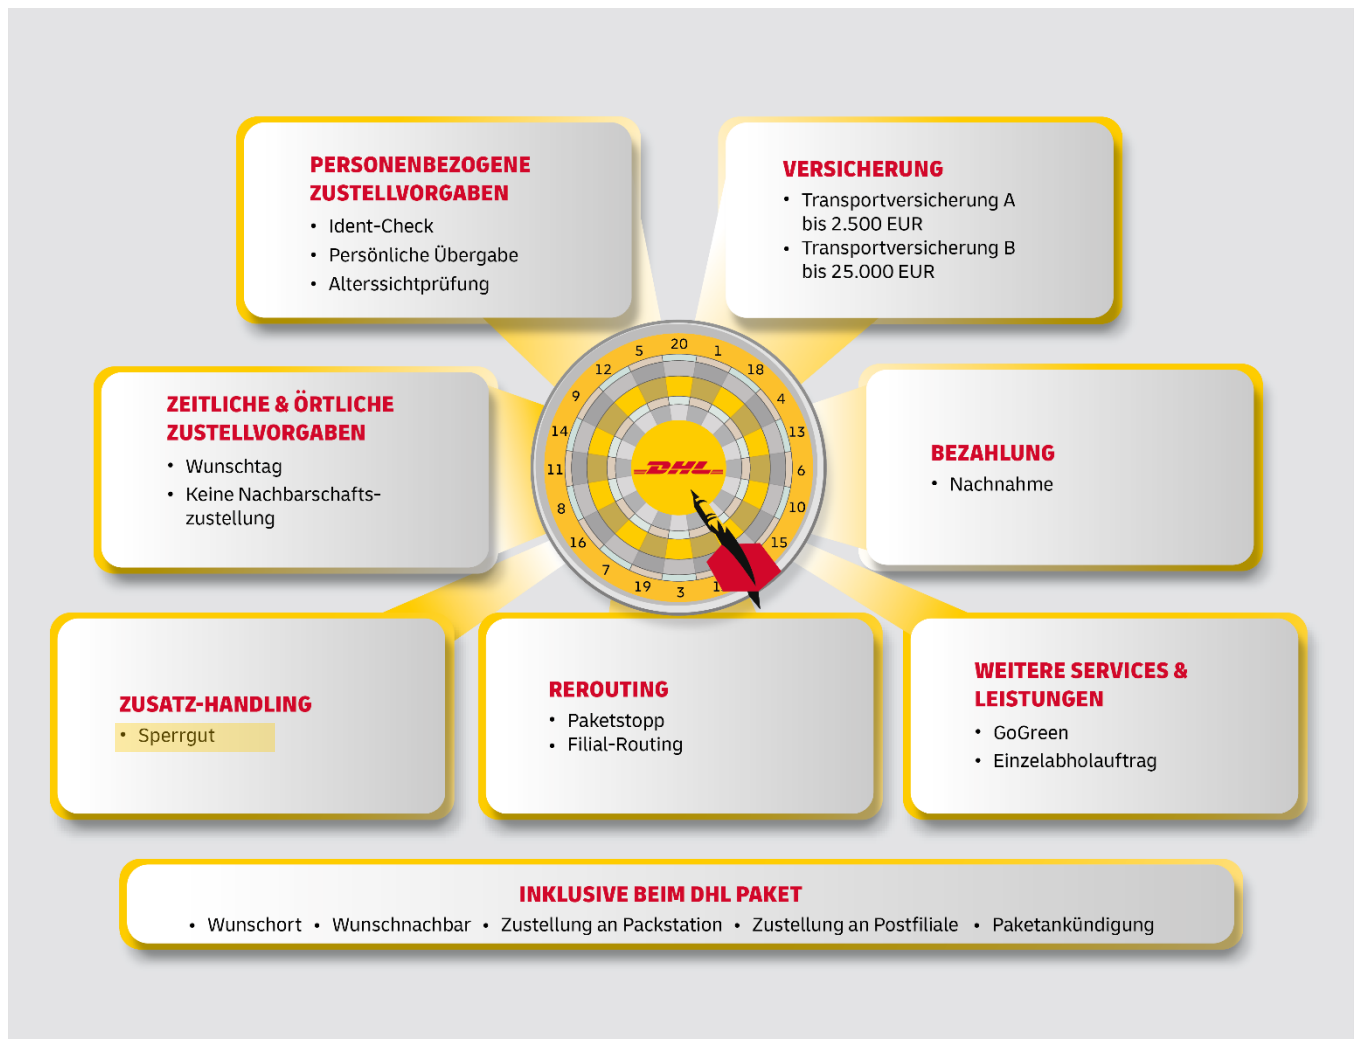 PERSONENBEZOGENE
ZUSTELLVORGABEN
• Ident-Check
• Persönliche Übergabe
• Alterssichtprüfung
VERSICHERUNG
• Transportversicherung A
bis 2.500 EUR
• Transportversicherung B
bis 25.000 EUR
ZEITLICHE & ÖRTLICHE
ZUSTELLVORGABEN
• Wunschtag
• Keine Nachbarschafts-
zustellung
20
1
18
4
13
6
10
15
3
19
7
16
8
11
14
9
12
5
DHL
BEZAHLUNG
• Nachnahme
ZUSATZ-HANDLING
• Sperrgut
REROUTING
• Paketstopp
• Filial-Routing
WEITERE SERVICES &
LEISTUNGEN
• GoGreen
• Einzelabholauftrag
INKLUSIVE BEIM DHL PAKET
• Wunschort • Wunschnachbar • Zustellung an Packstation • Zustellung an Postfiliale • Paketankündigung